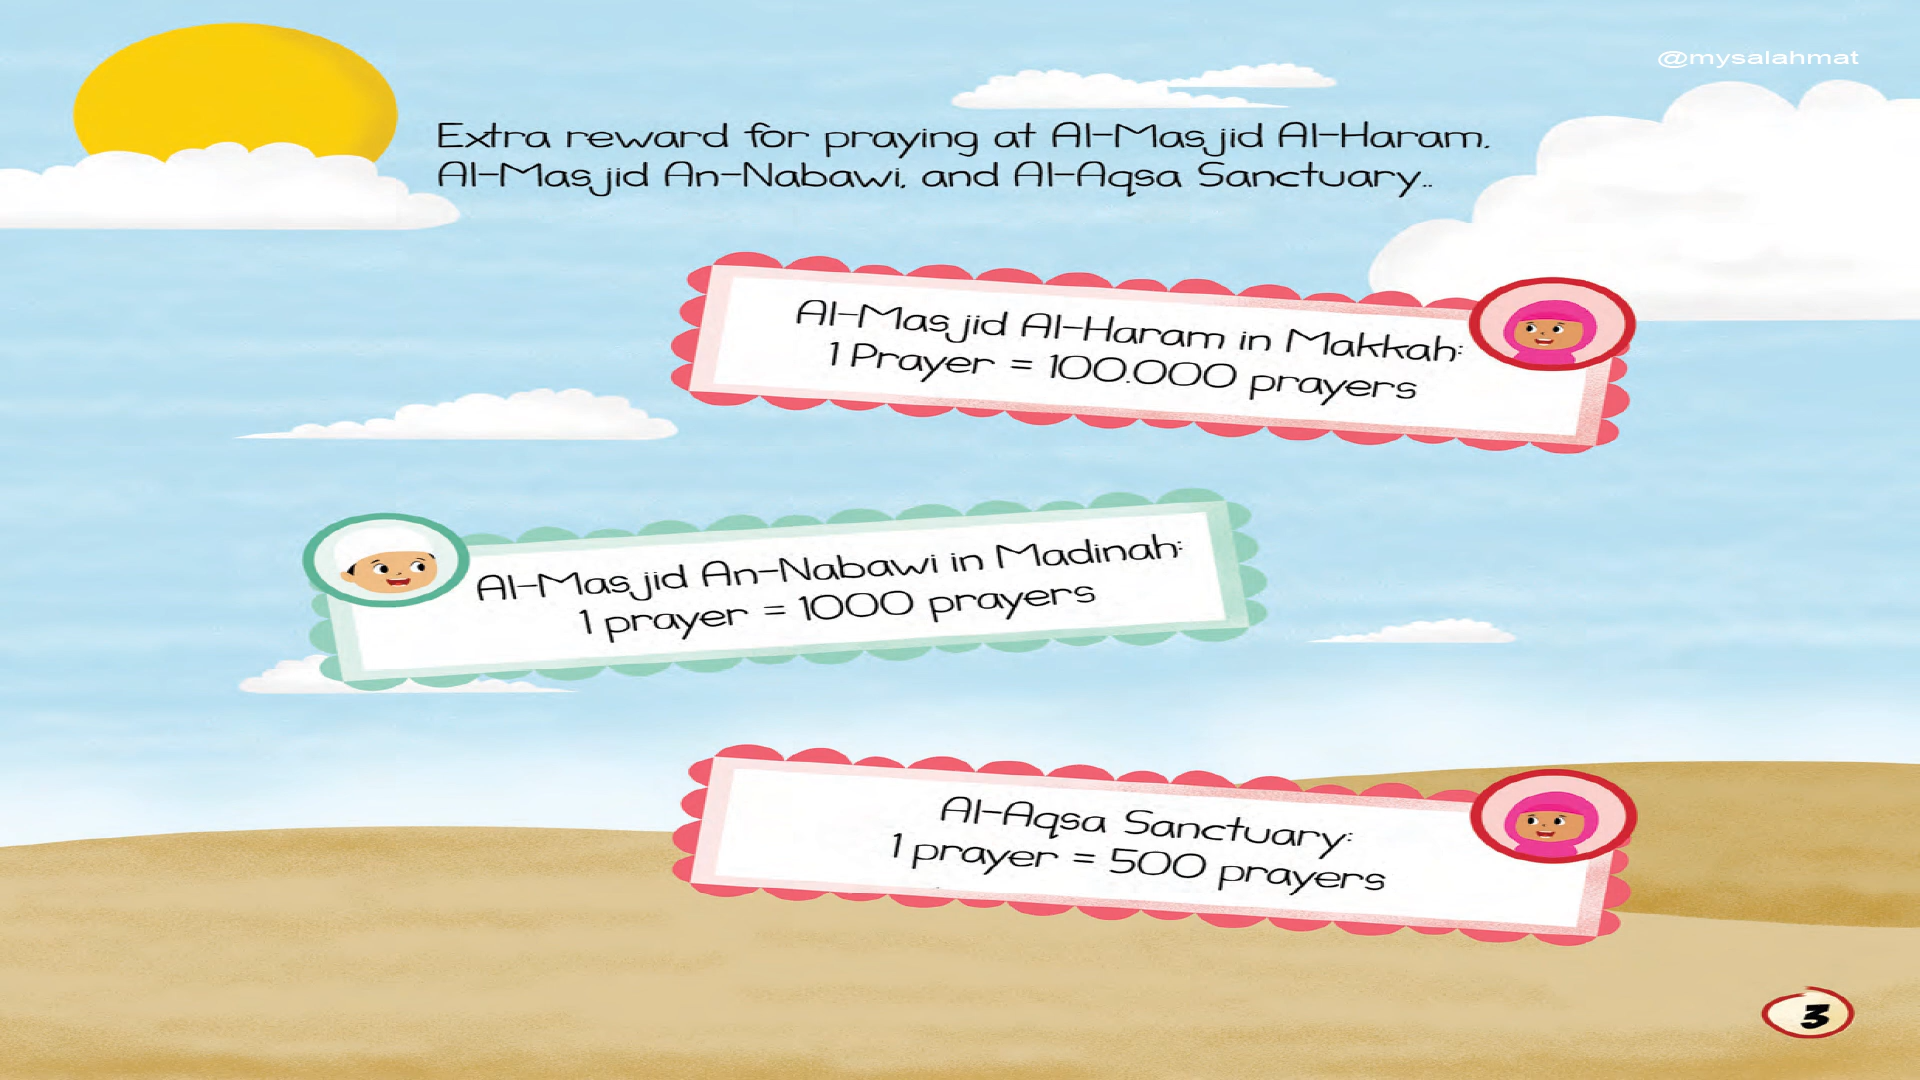 @mysalahmat
Extra reward for praying at Al-Masjid Al-Haram,
Al-Masjid An-Nabawi, and Al-Aqsa Sanctuary..
Al-Masjid Al-Haram in Makkah:
1 Prayer = 100.000 prayers
Al-Masjid An-Nabawi in Madinah:
1 prayer = 1000 prayers
Al-Aqsa Sanctuary:
1 prayer = 500 prayers
3